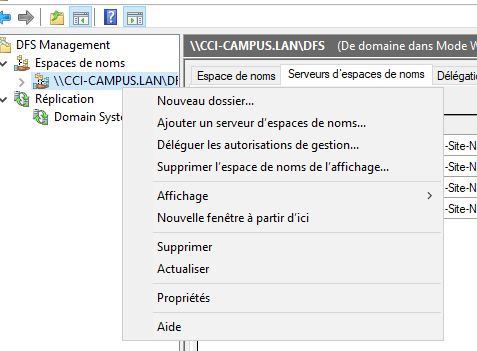 DFS Management
Espaces de noms
\\CCI-CAMPUS.LAN\DF
Réplication
Domain Syste
\\CCI-CAMPUS.LAN\DFS (De domaine dans Mode W
Espace de noms Serveurs d'espaces de noms Délégatio
Nouveau dossier...
Ajouter un serveur d'espaces de noms...
Déléguer les autorisations de gestion...
Supprimer l'espace de noms de l'affichage...
Affichage
Nouvelle fenêtre à partir d'ici
Supprimer
Actualiser
Propriétés
Aide
-Site-N
-Site-N
-Site-N
-Site-N